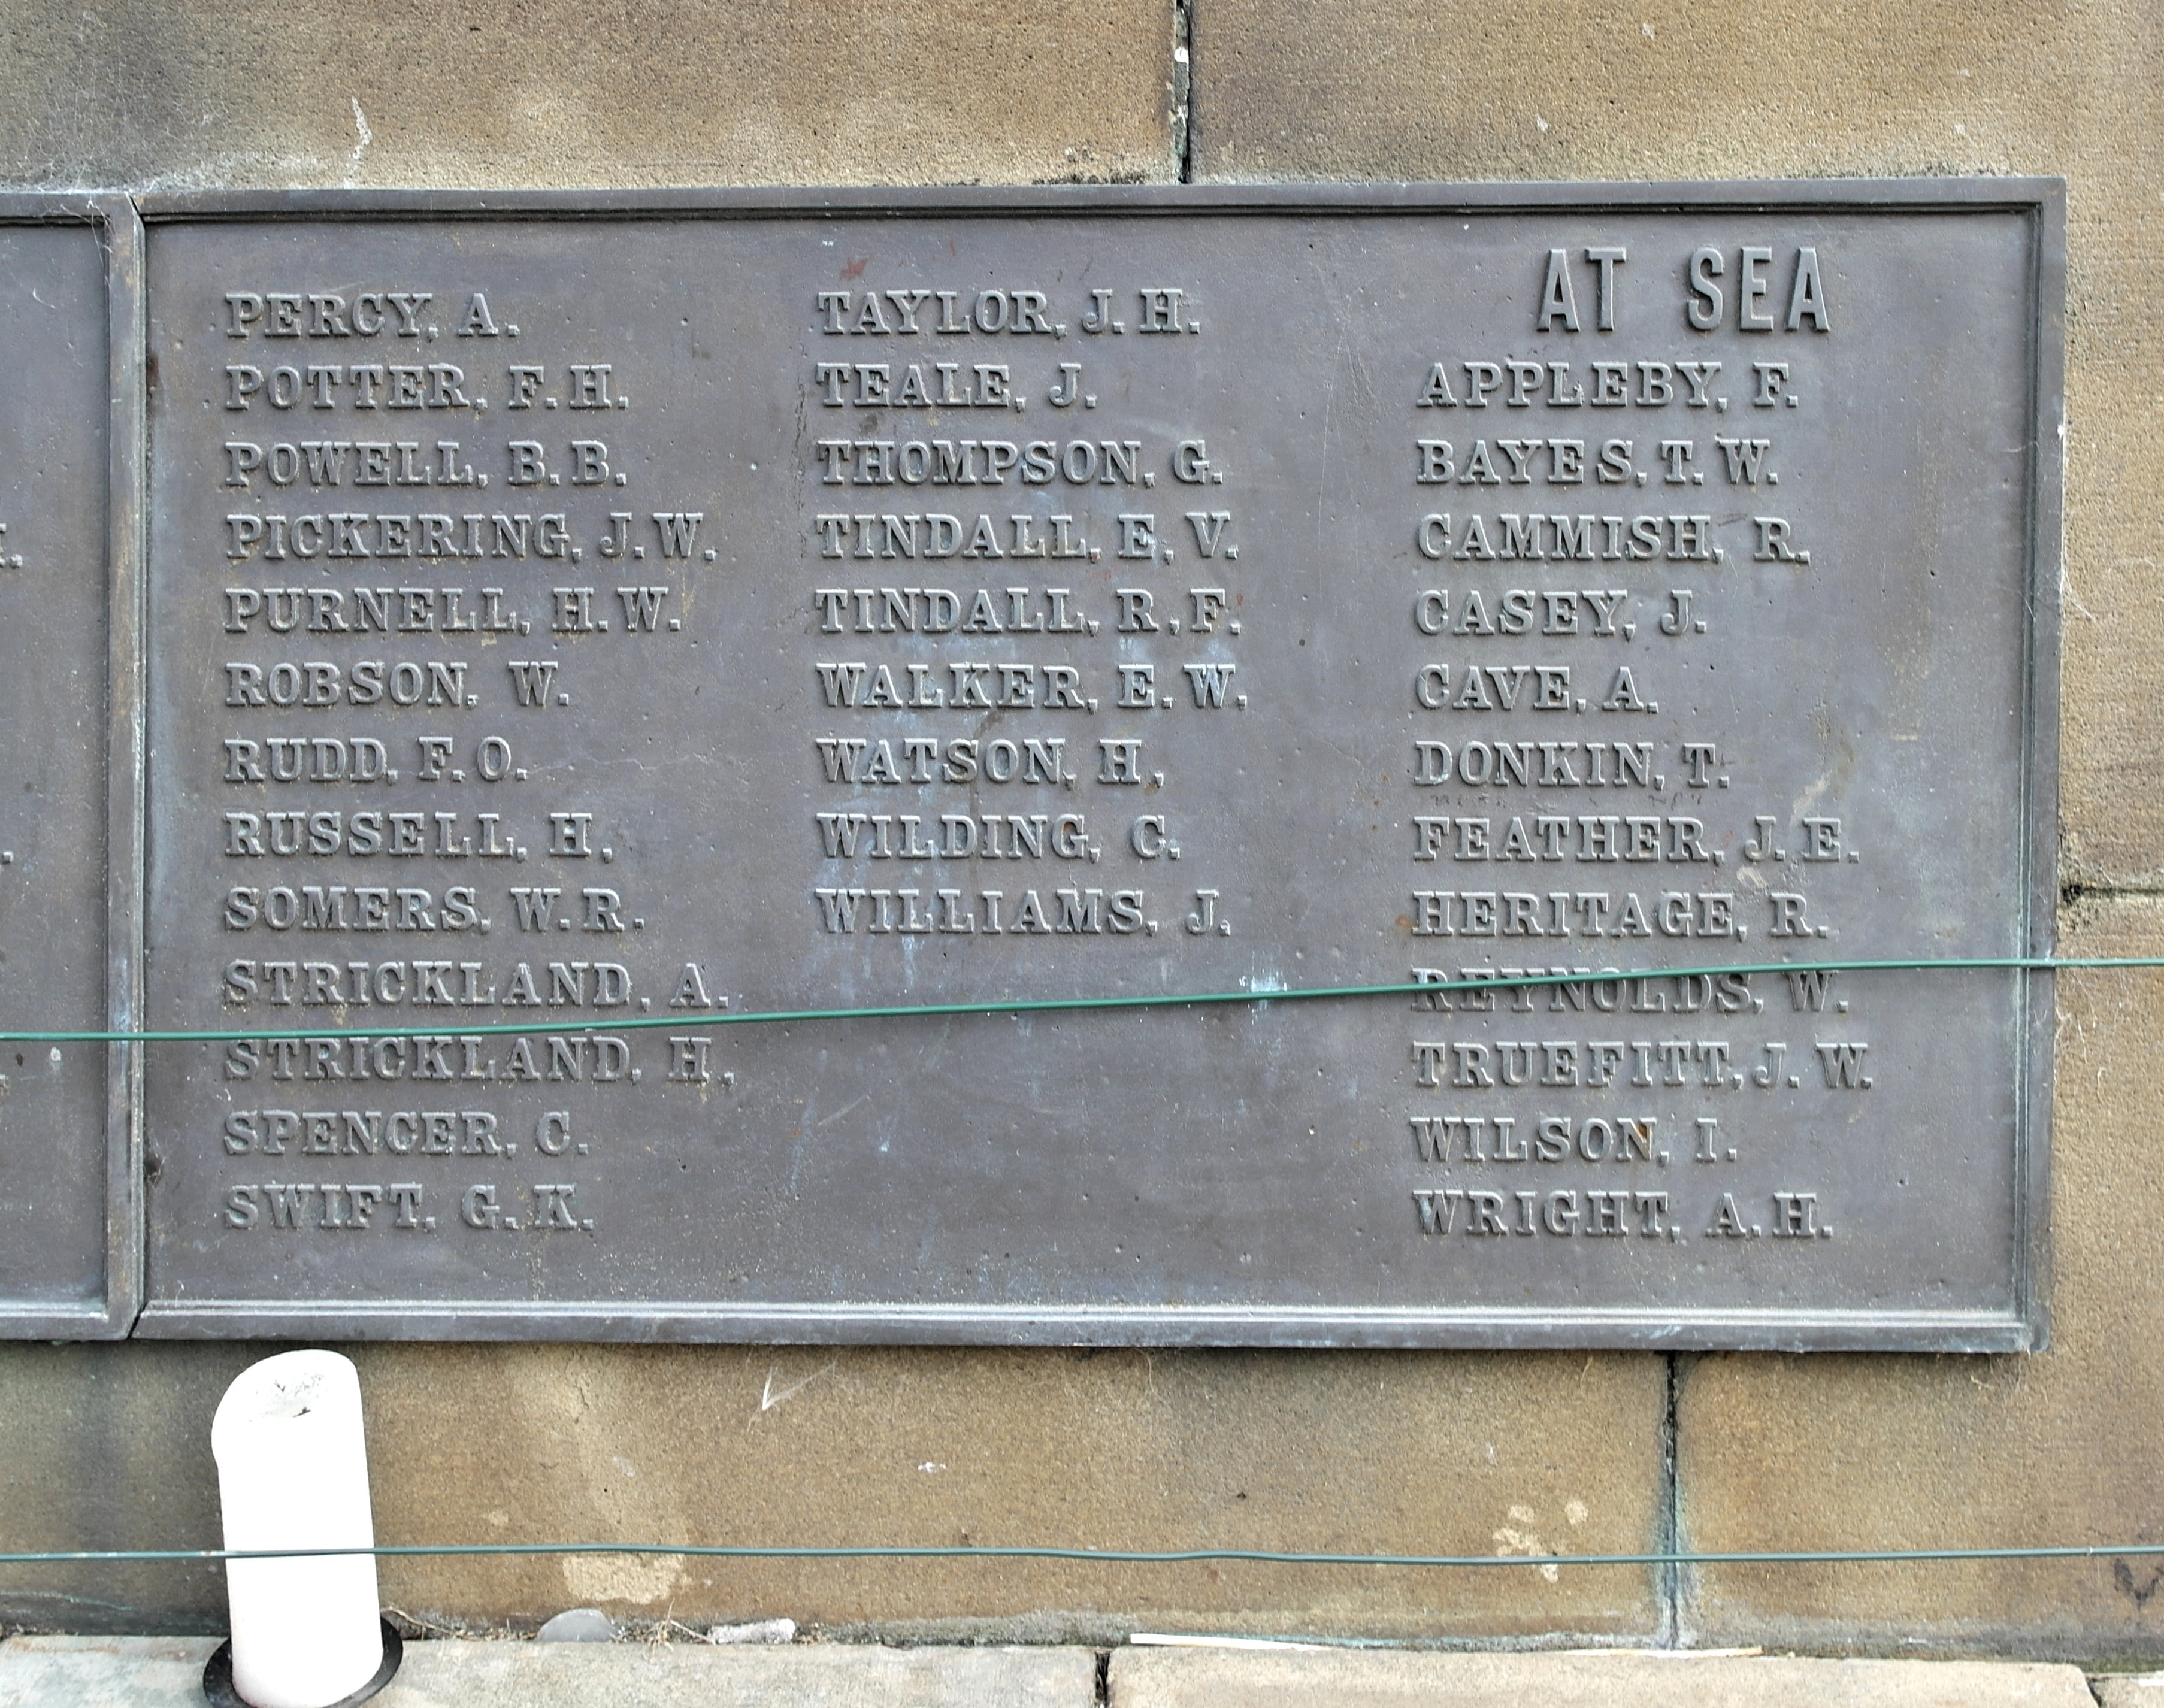 PERCY, A.
POTTER, F. H.
POWELL, B. B.
PICKERING, J. W.
PURNELL, H. W.
ROBSON, W.
RUDD, F. O.
RUSSELL, H.
SOMERS, W. R.
STRICKLAND, A.
STRICKLAND, H.
SPENCER, C.
SWIFT, G. K.
TAYLOR, J. H.
TEALE, J.
THOMPSON, G.
TINDALL, E, V.
TINDALL, R, F.
WALKER, E. W.
WATSON, H,
WILDING, C.
WILLIAMS, J.
AT SEA
APPLEBY, F.
BAYES, T. W.
CAMMISH, R.
CASEY, J.
CAVE, A.
DONKIN, T.
FEATHER, J. E.
HERITAGE, R.
REYNOLDS, W.
TRUEFITT, J. W.
WILSON, I.
WRIGHT, A. H.